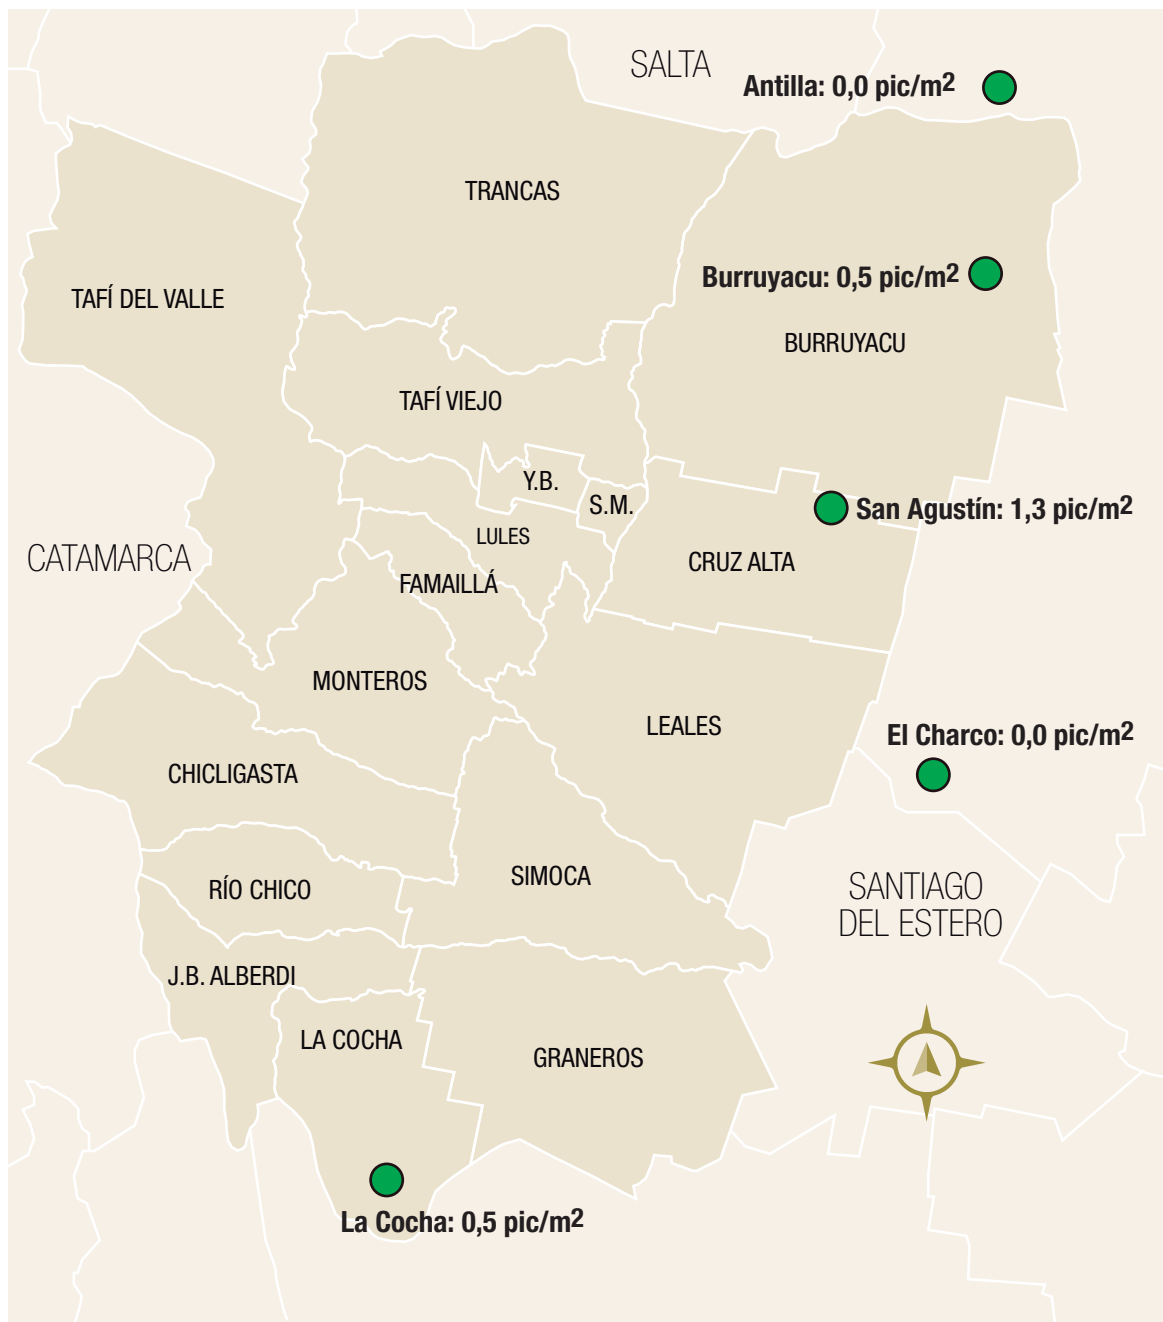 SALTA
Antilla: 0,0 pic/m²
TRANCAS
Burruyacu: 0,5 pic/m²
TAFÍ DEL VALLE
BURRUYACU
TAFÍ VIEJO
Y.B.
S.M.
San Agustín: 1,3 pic/m²
LULES
CATAMARCA
CRUZ ALTA
FAMAILLÁ
MONTEROS
LEALES
El Charco: 0,0 pic/m²
CHICLIGASTA
SIMOCA
RÍO CHICO
SANTIAGO
DEL ESTERO
J.B. ALBERDI
LA COCHA
GRANEROS
La Cocha: 0,5 pic/m²